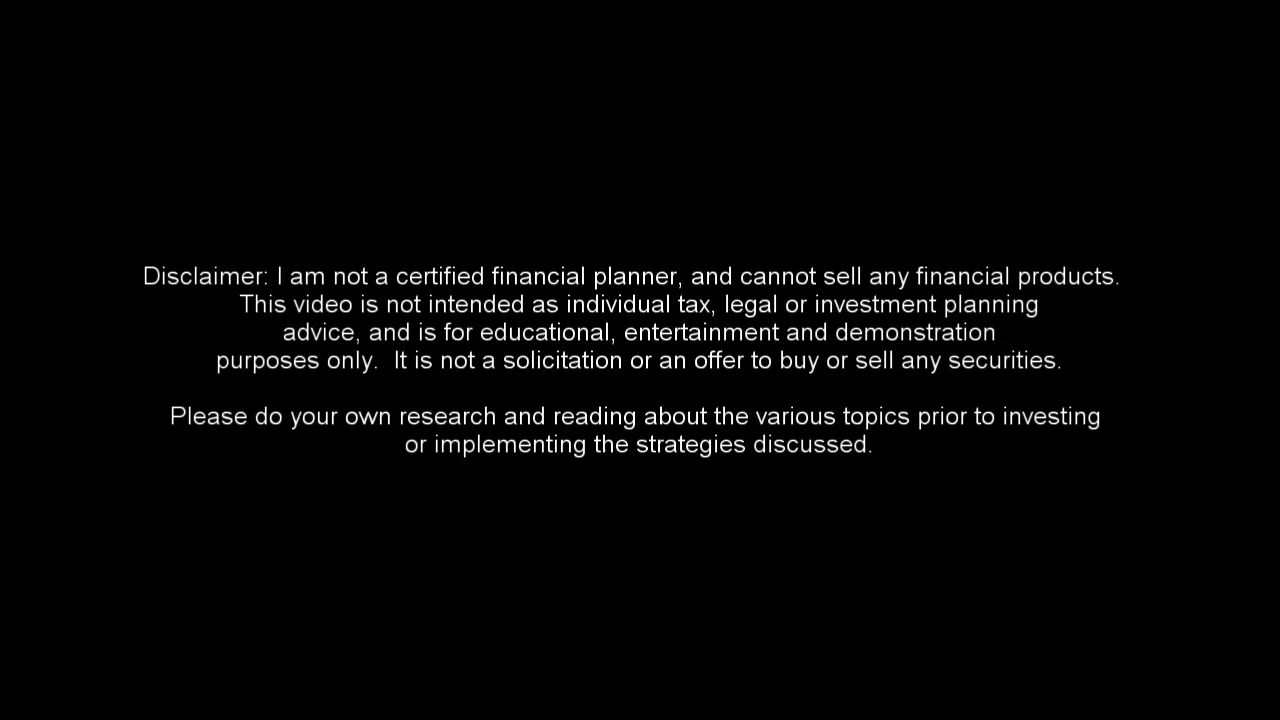 Disclaimer: I am not a certified financial planner, and cannot sell any financial products.
This video is not intended as individual tax, legal or investment planning
advice, and is for educational, entertainment and demonstration
purposes only.  It is not a solicitation or an offer to buy or sell any securities.
Please do your own research and reading about the various topics prior to investing
or implementing the strategies discussed.